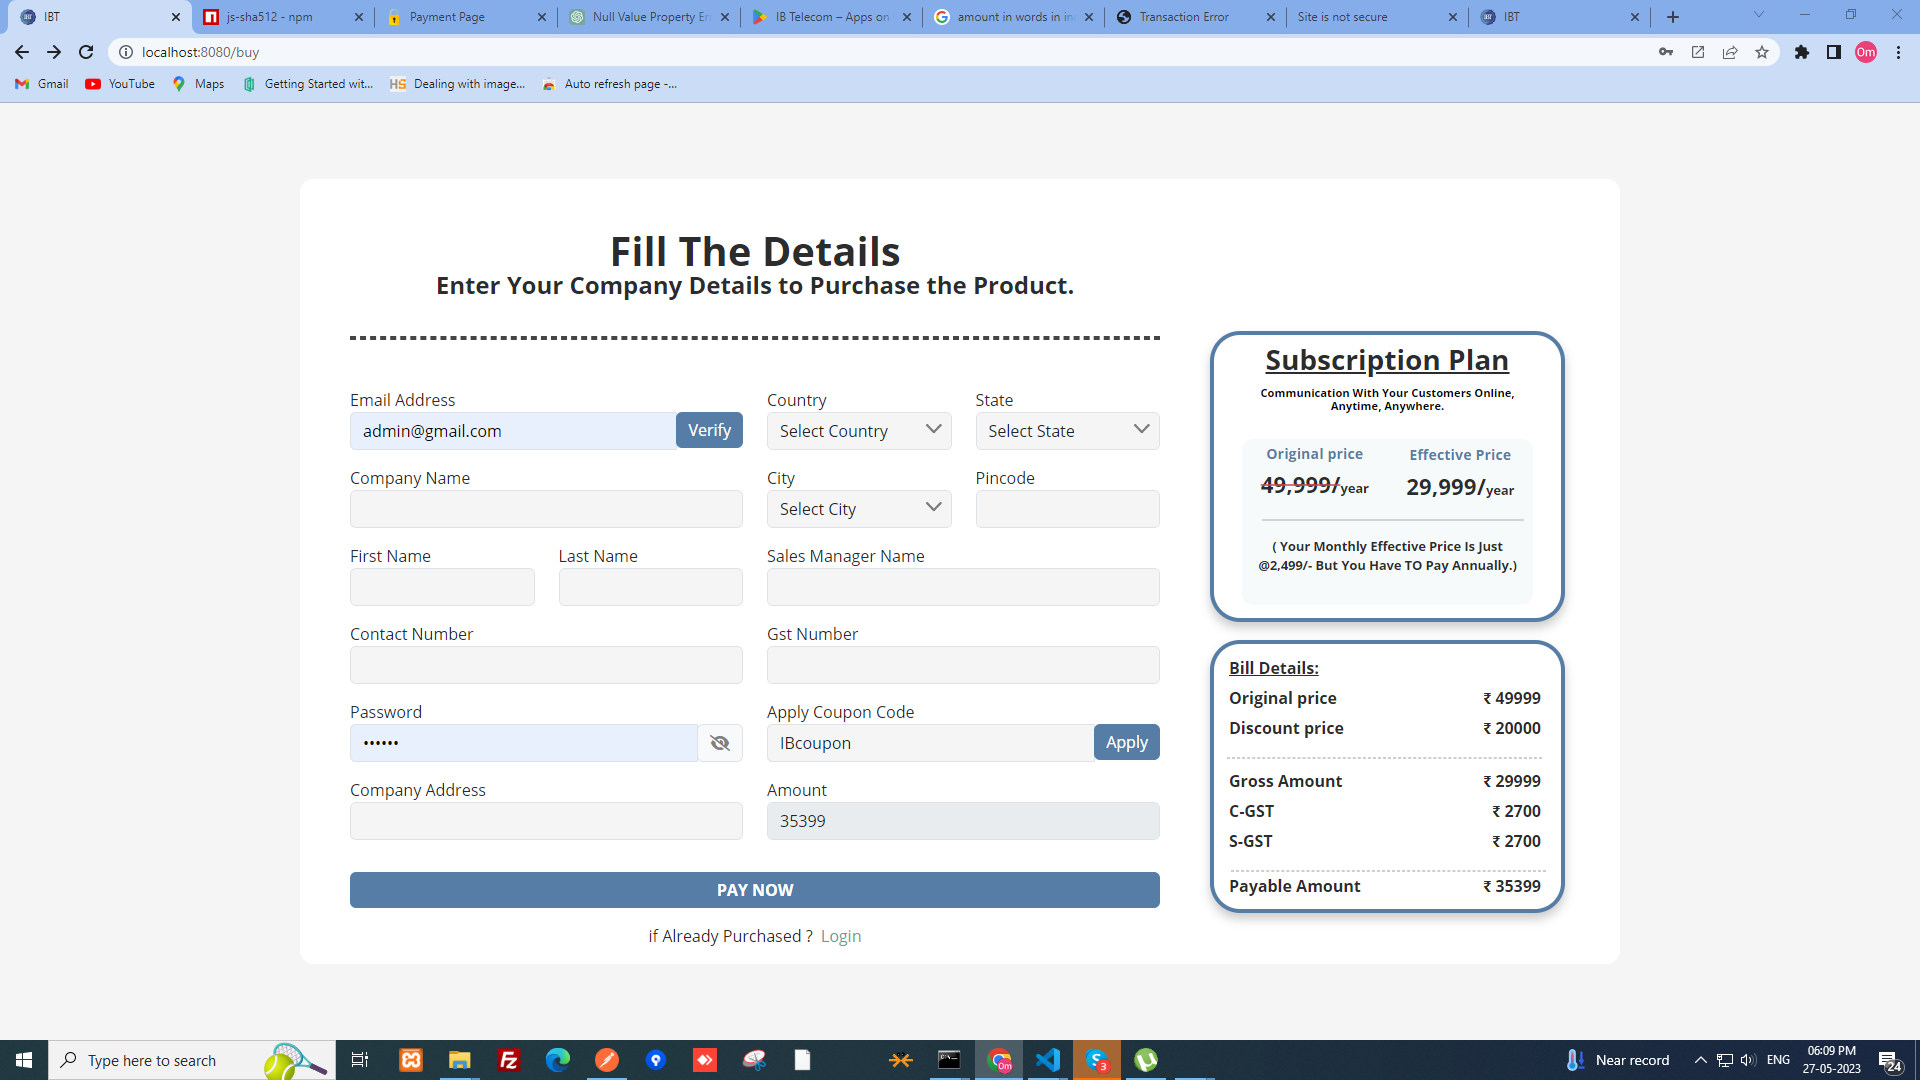 IBT
js-sha512 - npm
Payment Page
Null Value Property Er
IB Telecom – Apps on
amount in words in in
Transaction Error
Site is not secure
IBT
localhost:8080/buy
Om
Gmail
YouTube
Maps
Getting Started wit...
HS
Dealing with image...
Auto refresh page -...
Fill The Details
Enter Your Company Details to Purchase the Product.
Email Address
admin@gmail.com
Verify
Country
Select Country
State
Select State
Company Name
City
Select City
Pincode
First Name
Last Name
Sales Manager Name
Contact Number
Gst Number
Password
Apply Coupon Code
IBcoupon
Apply
Company Address
Amount
35399
PAY NOW
if Already Purchased ? Login
Subscription Plan
Communication With Your Customers Online,
Anytime, Anywhere.
Original price
Effective Price
49,999/year
29,999/year
( Your Monthly Effective Price Is Just
@2,499/- But You Have TO Pay Annually.)
Bill Details:
Original price ₹ 49999
Discount price ₹ 20000
Gross Amount ₹ 29999
C-GST ₹ 2700
S-GST ₹ 2700
Payable Amount ₹ 35399
Type here to search
Near record
ENG
06:09 PM
27-05-2023
24